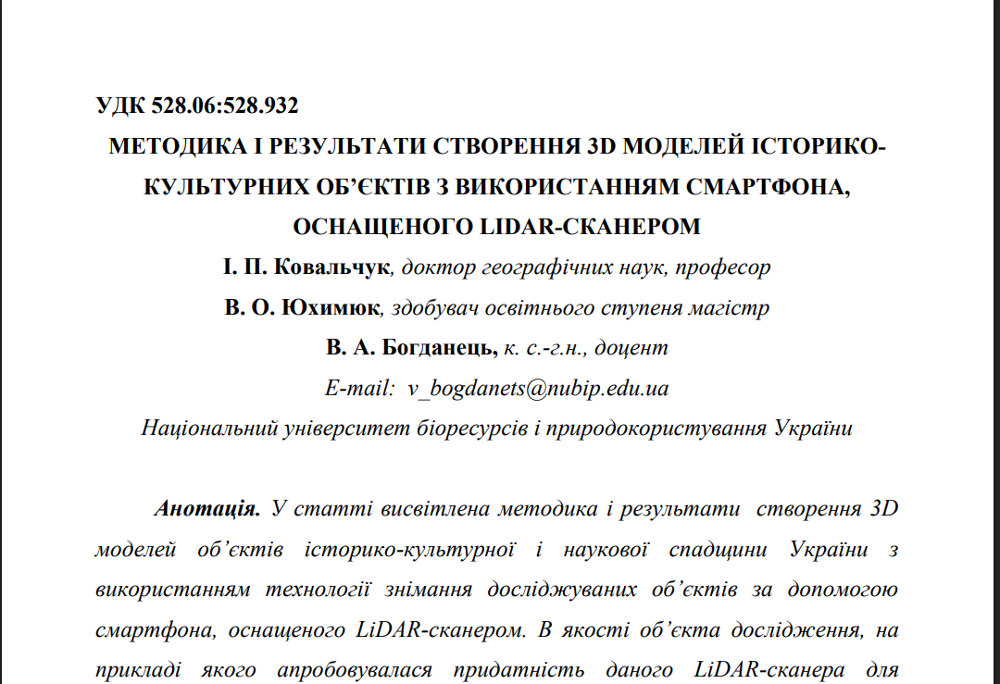 УДК 528.06:528.932
МЕТОДИКА І РЕЗУЛЬТАТИ СТВОРЕННЯ 3D МОДЕЛЕЙ ІСТОРИКО-
КУЛЬТУРНИХ ОБ’ЄКТІВ З ВИКОРИСТАННЯМ СМАРТФОНА,
ОСНАЩЕНОГО LIDAR-СКАНЕРОМ
І. П. Ковальчук, доктор географічних наук, професор
В. О. Юхимюк, здобувач освітнього ступеня магістр
В. А. Богданець, к. с.-г.н., доцент
E-mail: v_bogdanets@nubip.edu.ua
Національний університет біоресурсів і природокористування України
Анотація. У статті висвітлена методика і результати створення 3D
моделей об’єктів історико-культурної і наукової спадщини України з
використанням технології знімання досліджуваних об’єктів за допомогою
смартфона, оснащеного LiDAR-сканером. В якості об’єкта дослідження, на
прикладі якого апробовувалася придатність даного LiDAR-сканера для